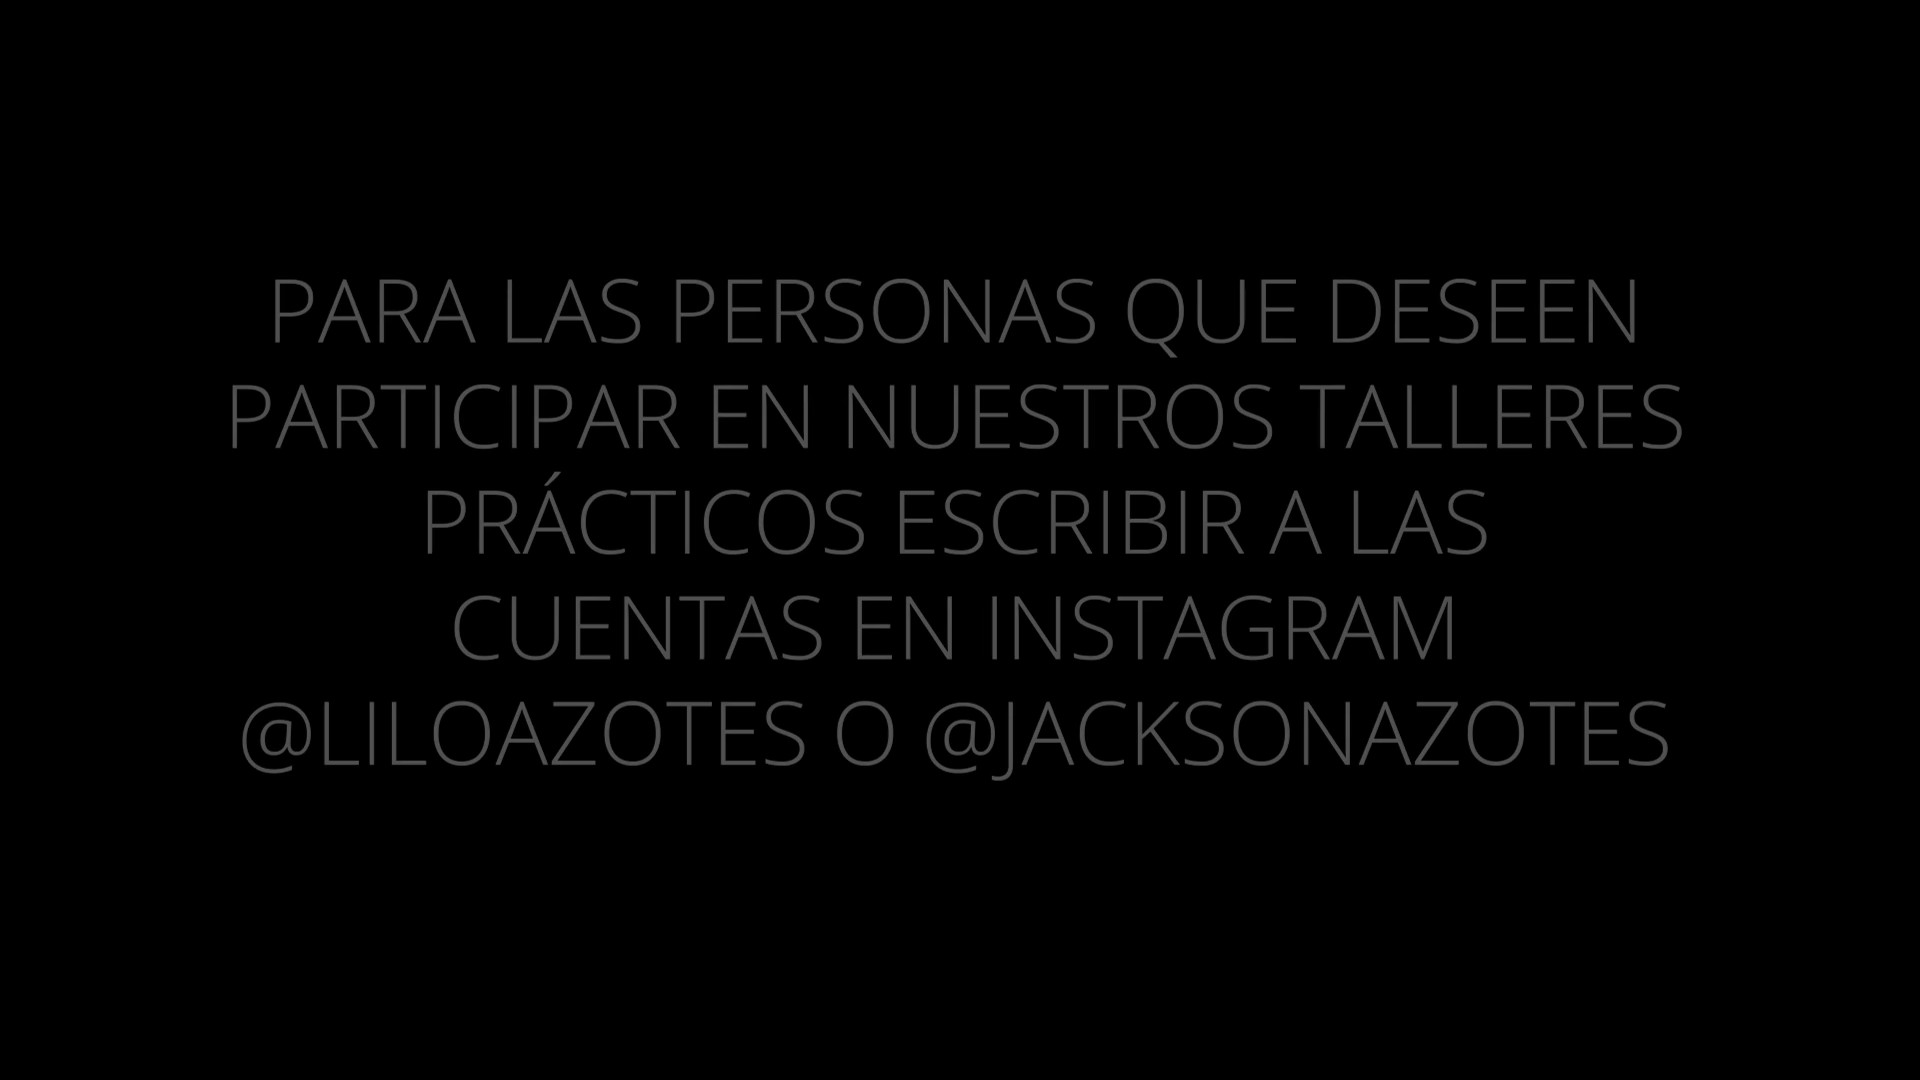 PARA LAS PERSONAS QUE DESEEN
PARTICIPAR EN NUESTROS TALLERES
PRÁCTICOS ESCRIBIR A LAS
CUENTAS EN INSTAGRAM
@LILOAZOTES O @JACKSONAZOTES